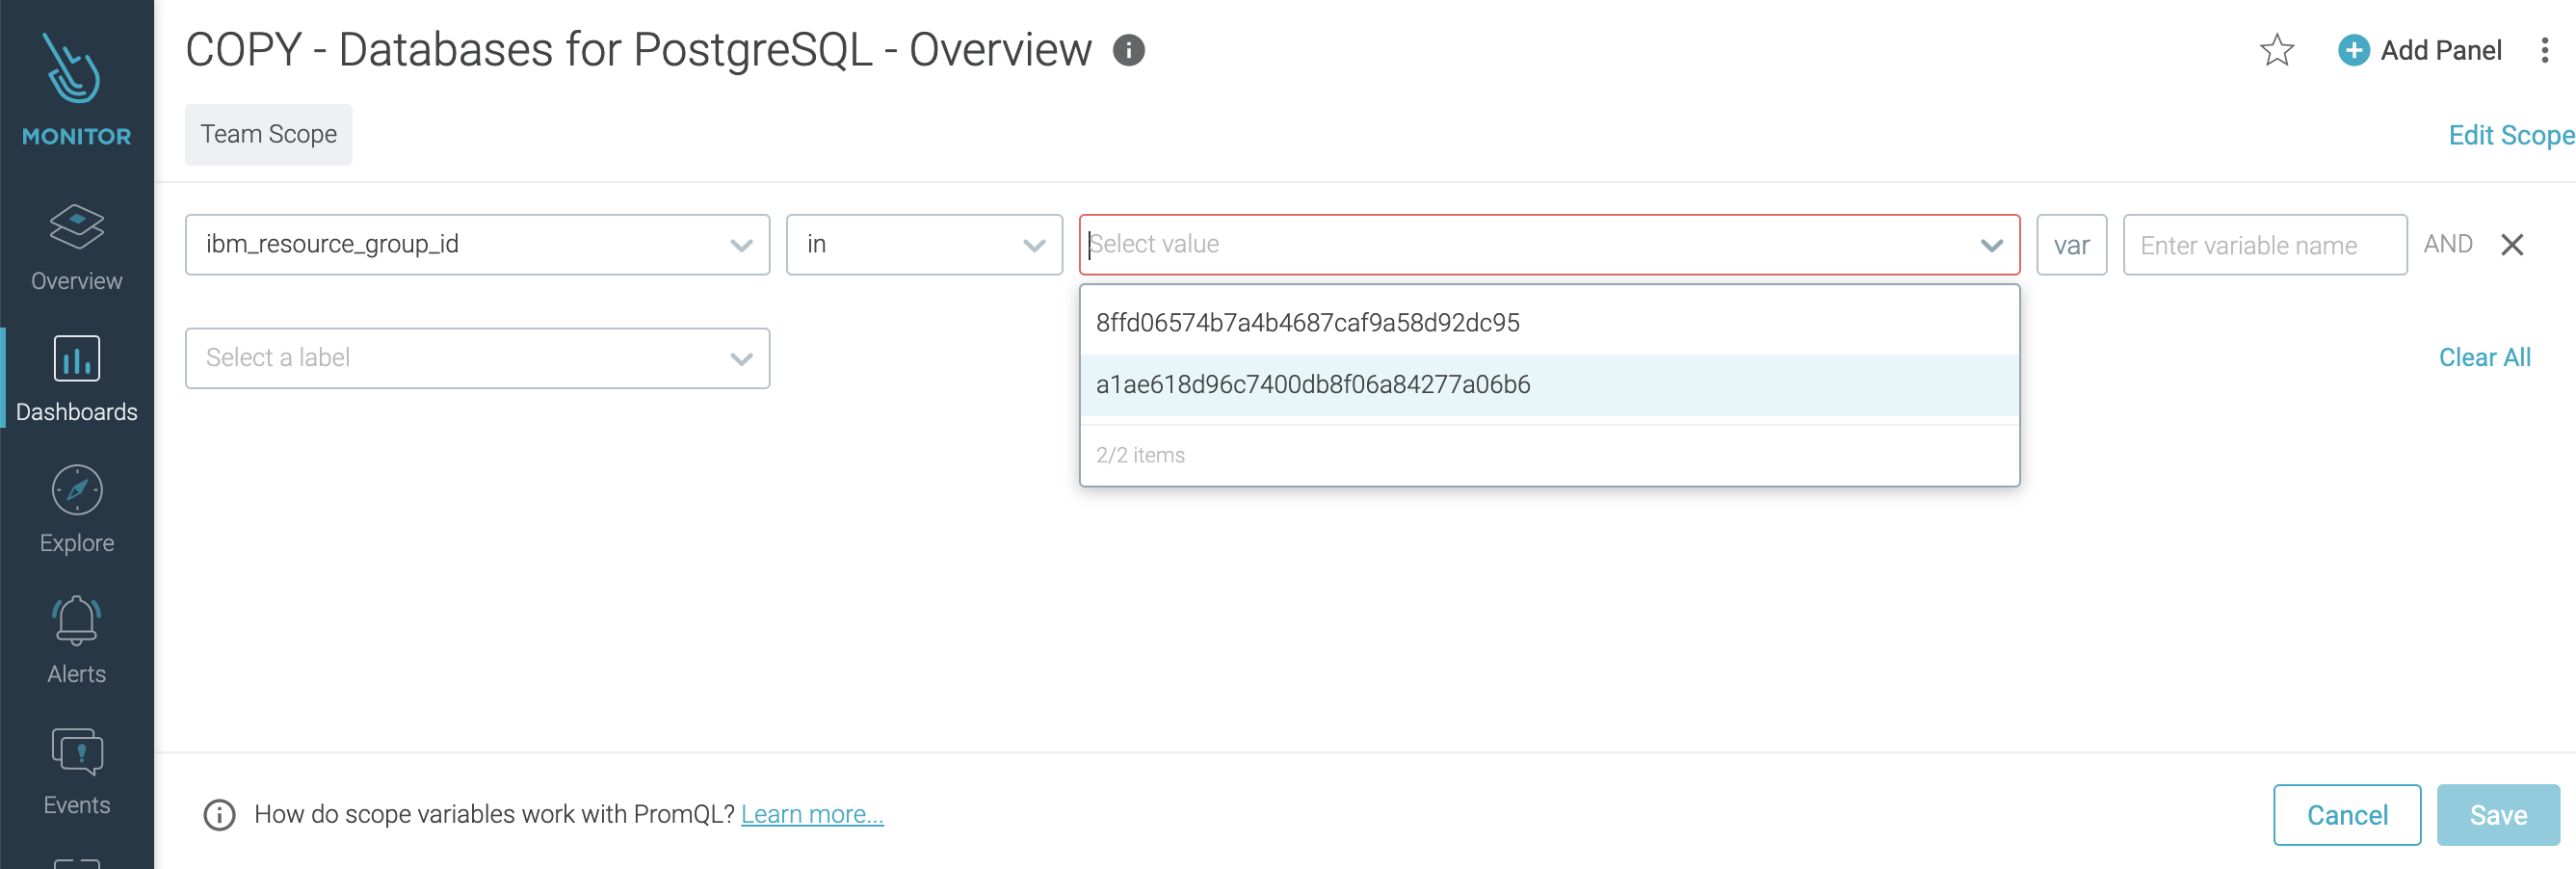 COPY - Databases for PostgreSQL - Overview
Add Panel
MONITOR
Team Scope
Edit Scope
ibm_resource_group_id
in
Select value
var
Enter variable name
AND
Overview
8ffd06574b7a4b4687caf9a58d92dc95
Select a label
Clear All
a1ae618d96c7400db8f06a84277a06b6
Dashboards
2/2 items
Explore
Alerts
Events
How do scope variables work with PromQL? Learn more...
Cancel
Save